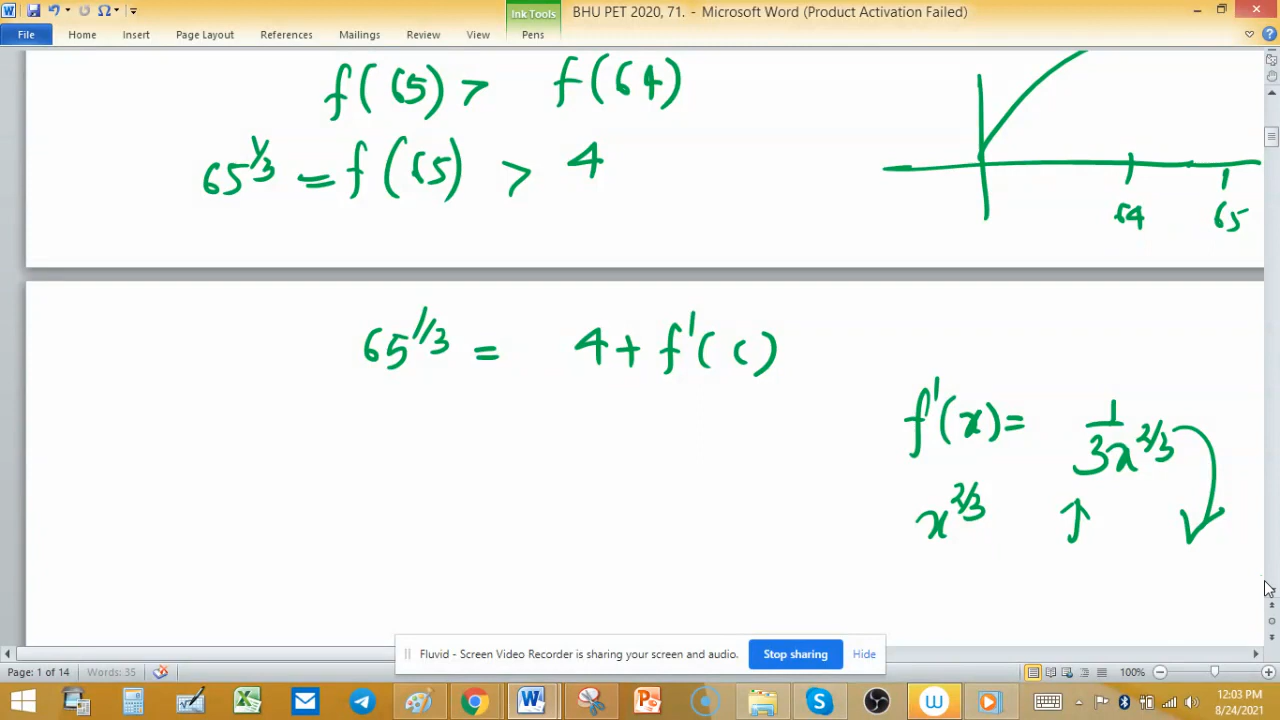 Ink Tools
BHU PET 2020, 71. - Microsoft Word (Product Activation Failed)
File Home Insert Page Layout References Mailings Review View Pens
f(65) > f(64)
65^1/3 = f(65) > 4
64 65
65^1/3 = 4 + f'(c)
f'(x) = 1/3x^2/3
x^2/3 ↑
Fluvid - Screen Video Recorder is sharing your screen and audio. Stop sharing Hide
Page: 1 of 14 Words: 35 100%
12:03 PM
8/24/2021